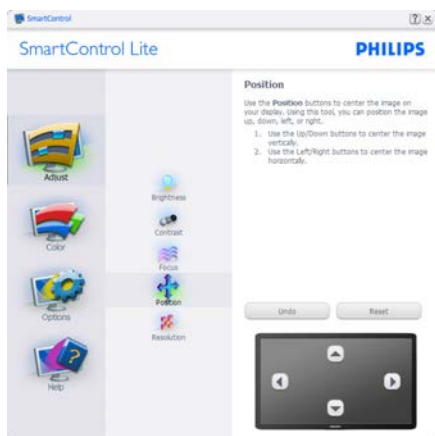 SmartControl
SmartControl Lite
PHILIPS
Adjust
Color
Options
Help
Brightness
Contrast
Focus
Position
Resolution
Position
Use the Position buttons to center the image on
your display. Using this tool, you can position the image
up, down, left, or right.
1. Use the Up/Down buttons to center the image
vertically.
2. Use the Left/Right buttons to center the image
horizontally.
Undo
Reset